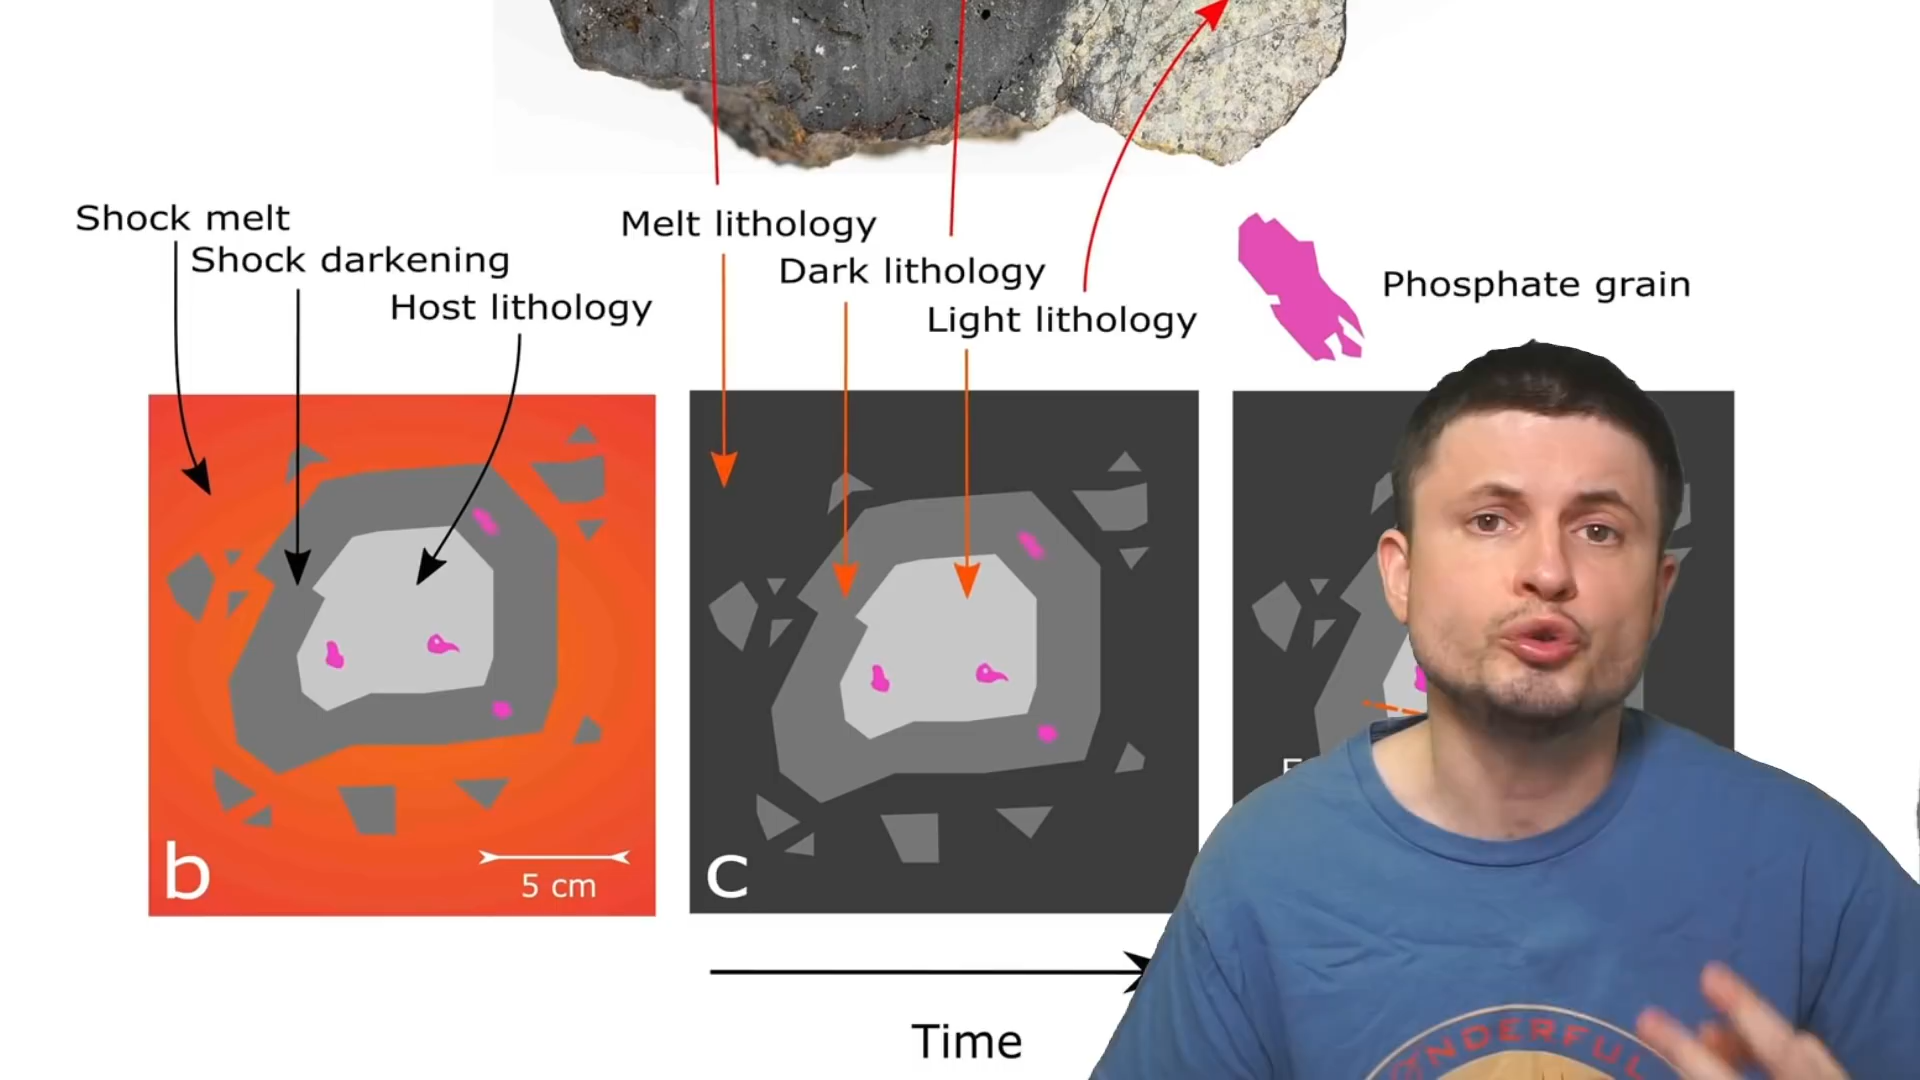 Shock melt
Shock darkening
Host lithology
Melt lithology
Dark lithology
Light lithology
Phosphate grain
b
5 cm
c
Time